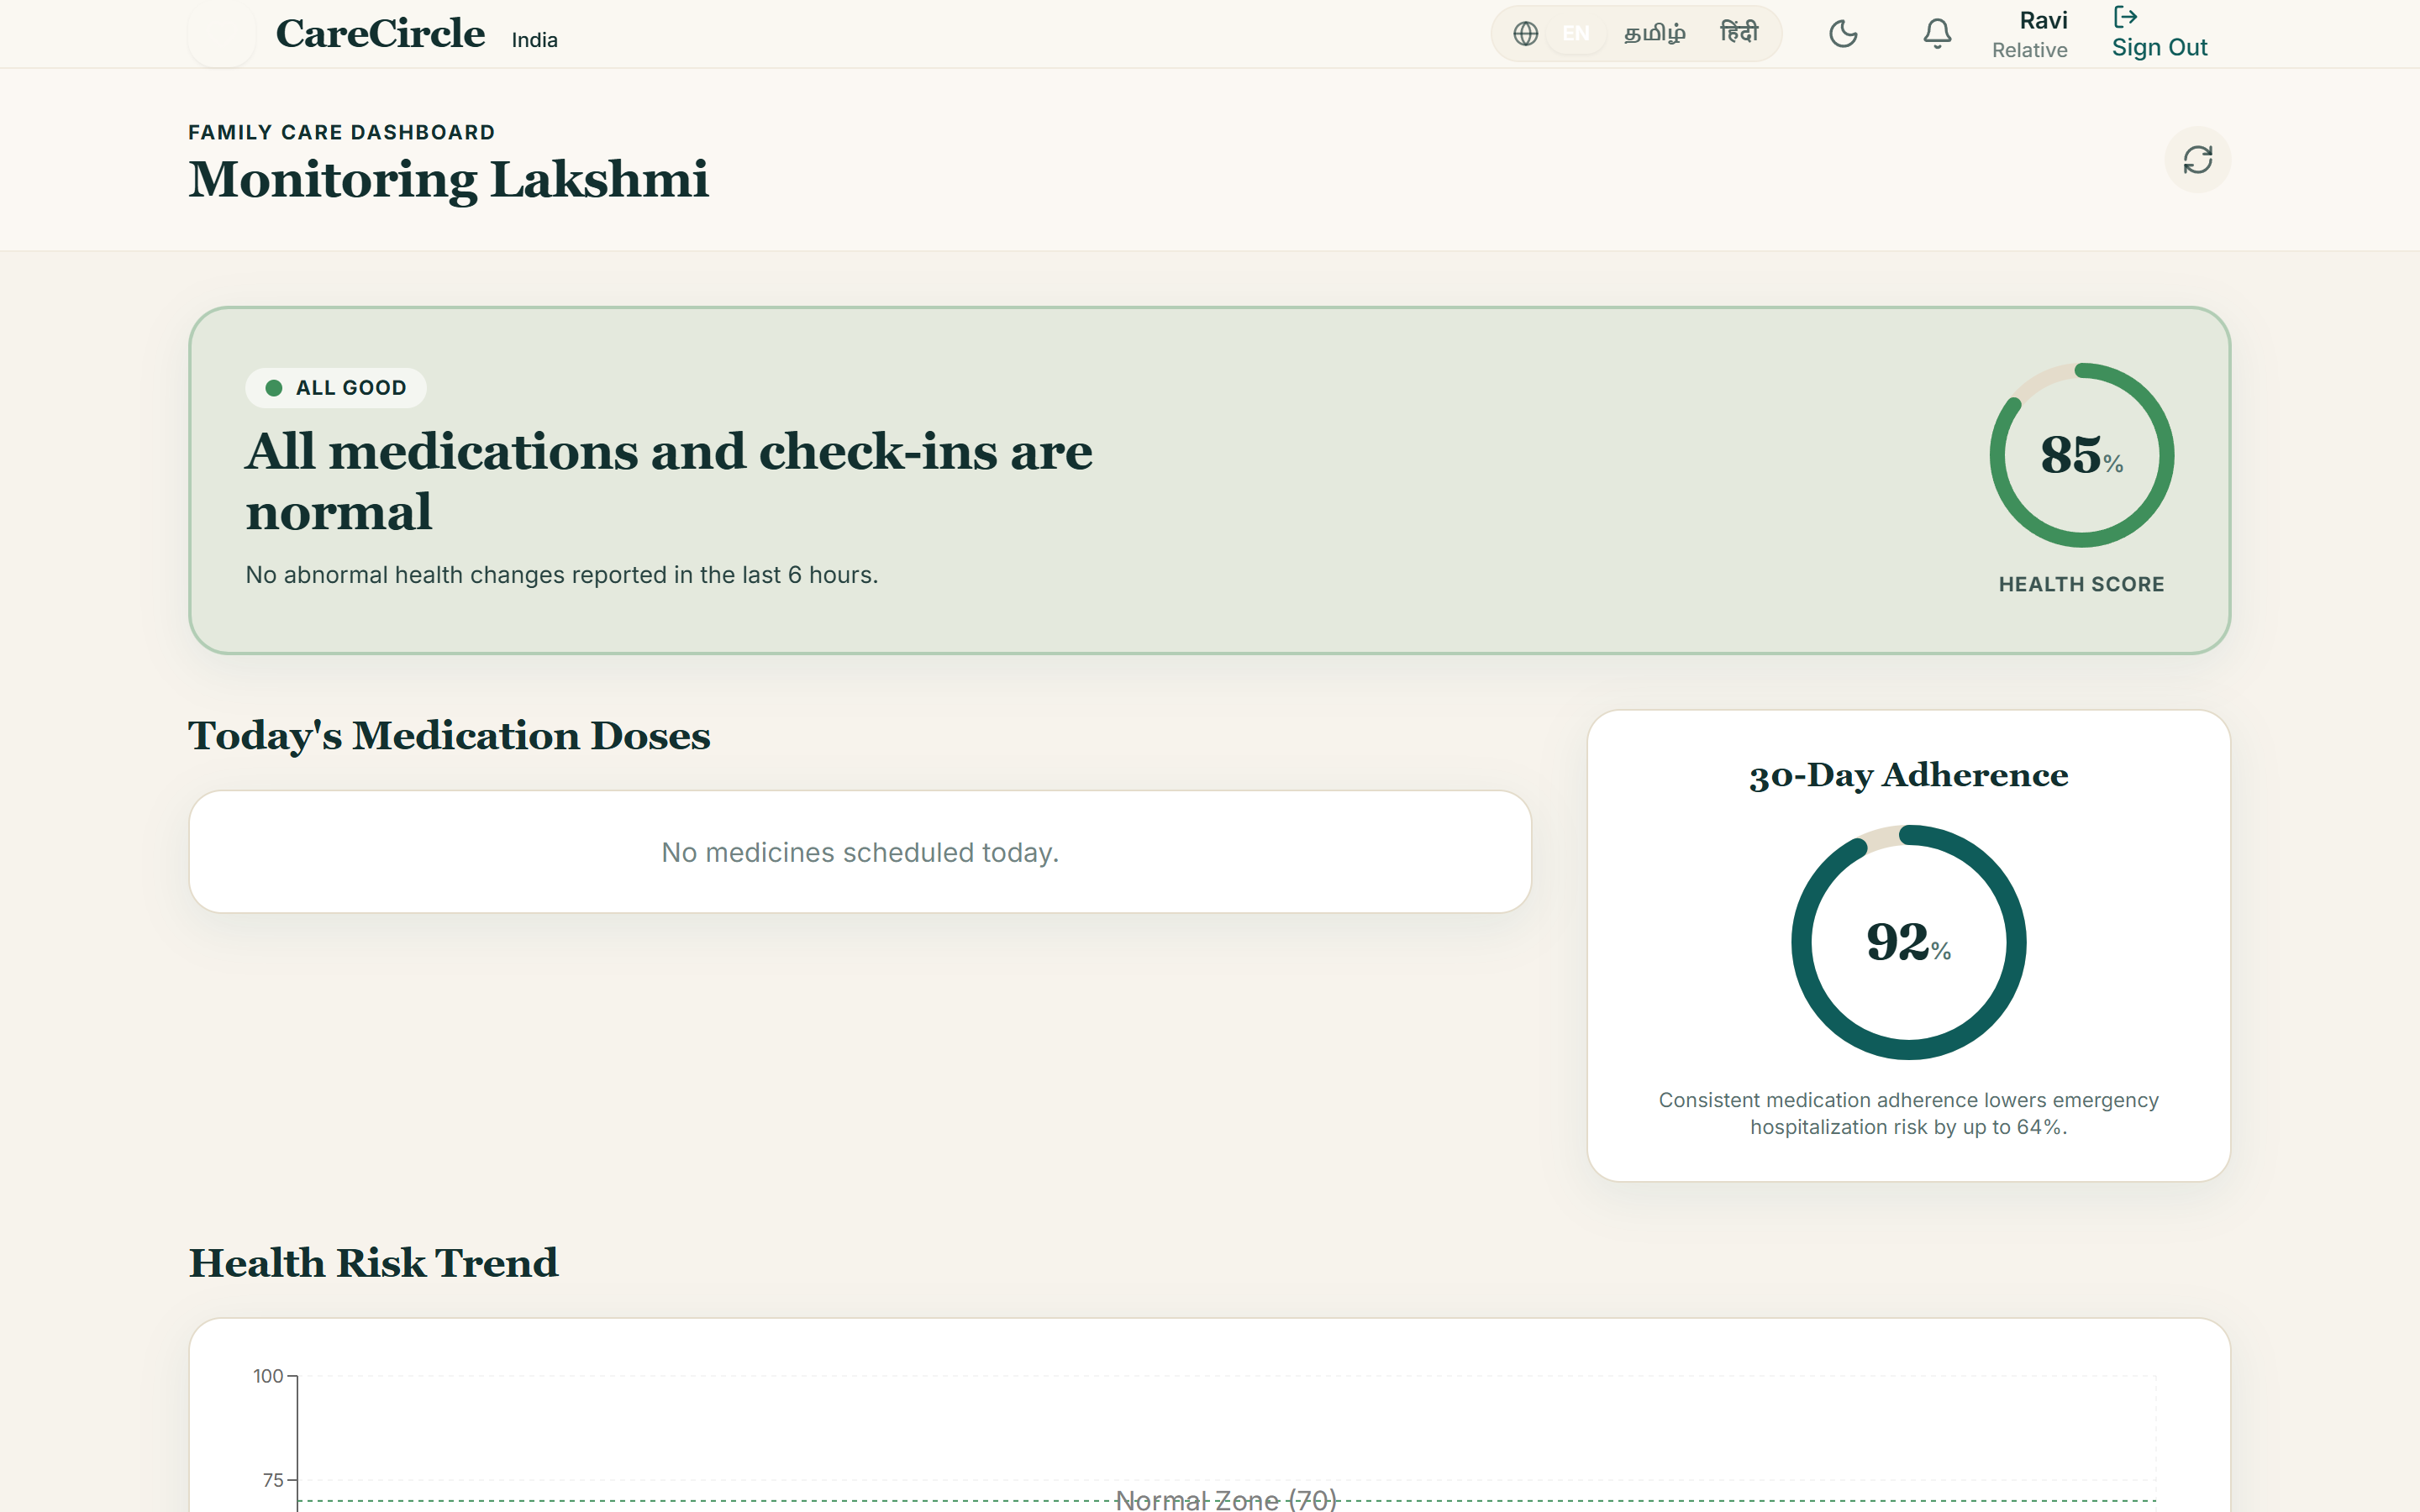 CareCircle India
EN தமிழ் हिंदी
Ravi
Relative
Sign Out
FAMILY CARE DASHBOARD
Monitoring Lakshmi
ALL GOOD
All medications and check-ins are
normal
No abnormal health changes reported in the last 6 hours.
85%
HEALTH SCORE
Today's Medication Doses
No medicines scheduled today.
30-Day Adherence
92%
Consistent medication adherence lowers emergency
hospitalization risk by up to 64%.
Health Risk Trend
100
75
Normal Zone (70)